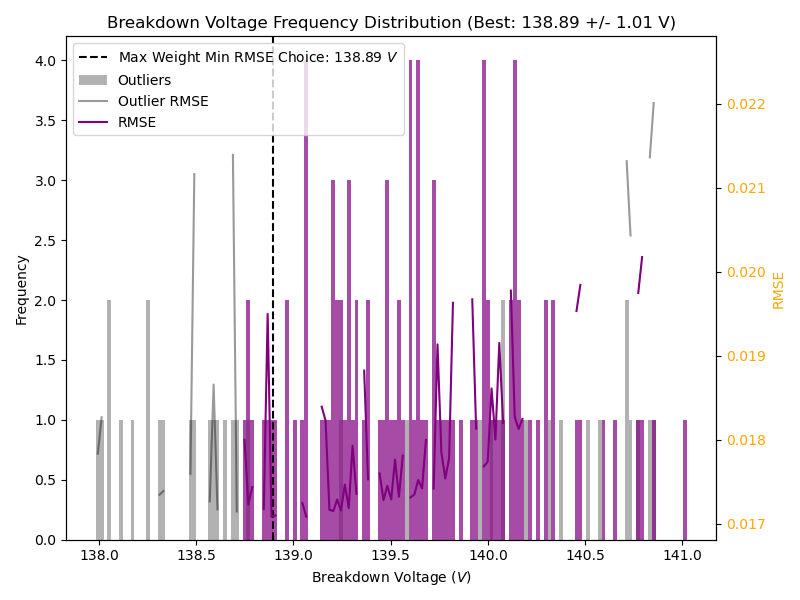 Breakdown Voltage Frequency Distribution (Best: 138.89 +/- 1.01 V)
Max Weight Min RMSE Choice: 138.89 V
Outliers
Outlier RMSE
RMSE
4.0
3.5
3.0
2.5
2.0
1.5
1.0
0.5
0.0
Frequency
0.022
0.021
0.020
0.019
0.018
0.017
RMSE
138.0 138.5 139.0 139.5 140.0 140.5 141.0
Breakdown Voltage (V)